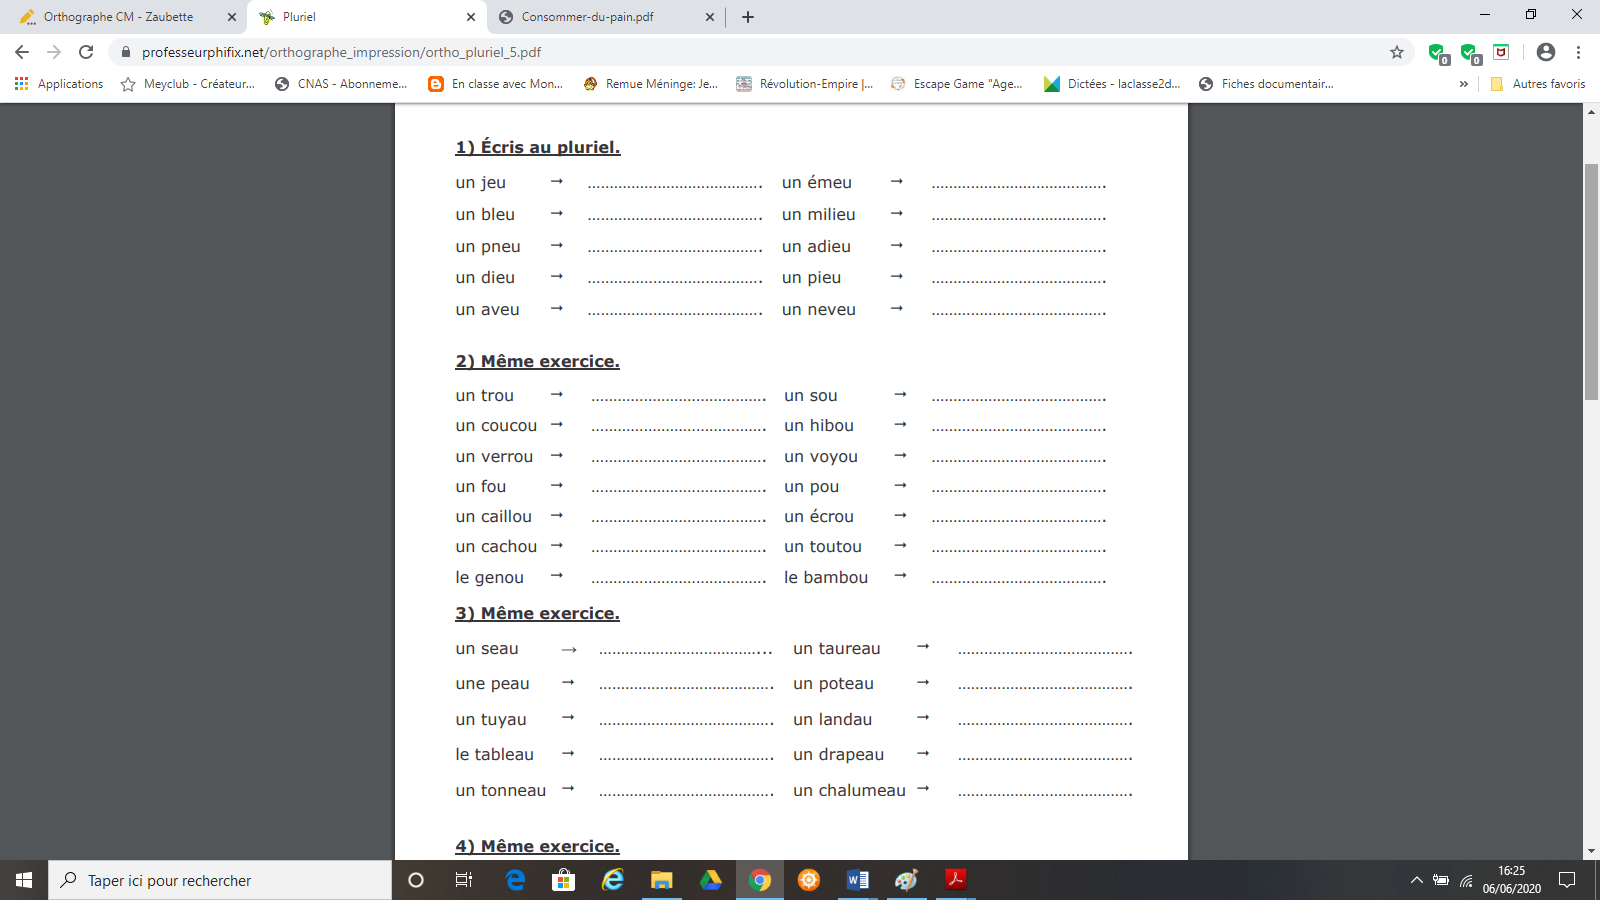 Orthographe CM - Zaubette
Pluriel
Consommer-du-pain.pdf
professeurphifix.net/orthographe_impression/ortho_pluriel_5.pdf
Applications Meyclub - Créateur... CNAS - Abonneme... En classe avec Mon... Remue Méninge: Je... Révolution-Empire |... Escape Game "Age... Dictées - laclasse2d... Fiches documentair... » Autres favoris
1) Écris au pluriel.
un jeu → ........................................ un émeu → ........................................
un bleu → ........................................ un milieu → ........................................
un pneu → ........................................ un adieu → ........................................
un dieu → ........................................ un pieu → ........................................
un aveu → ........................................ un neveu → ........................................
2) Même exercice.
un trou → ........................................ un sou → ........................................
un coucou → ........................................ un hibou → ........................................
un verrou → ........................................ un voyou → ........................................
un fou → ........................................ un pou → ........................................
un caillou → ........................................ un écrou → ........................................
un cachou → ........................................ un toutou → ........................................
le genou → ........................................ le bambou → ........................................
3) Même exercice.
un seau → ........................................ un taureau → ........................................
une peau → ........................................ un poteau → ........................................
un tuyau → ........................................ un landau → ........................................
le tableau → ........................................ un drapeau → ........................................
un tonneau → ........................................ un chalumeau → ........................................
4) Même exercice.
Taper ici pour rechercher
16:25
06/06/2020